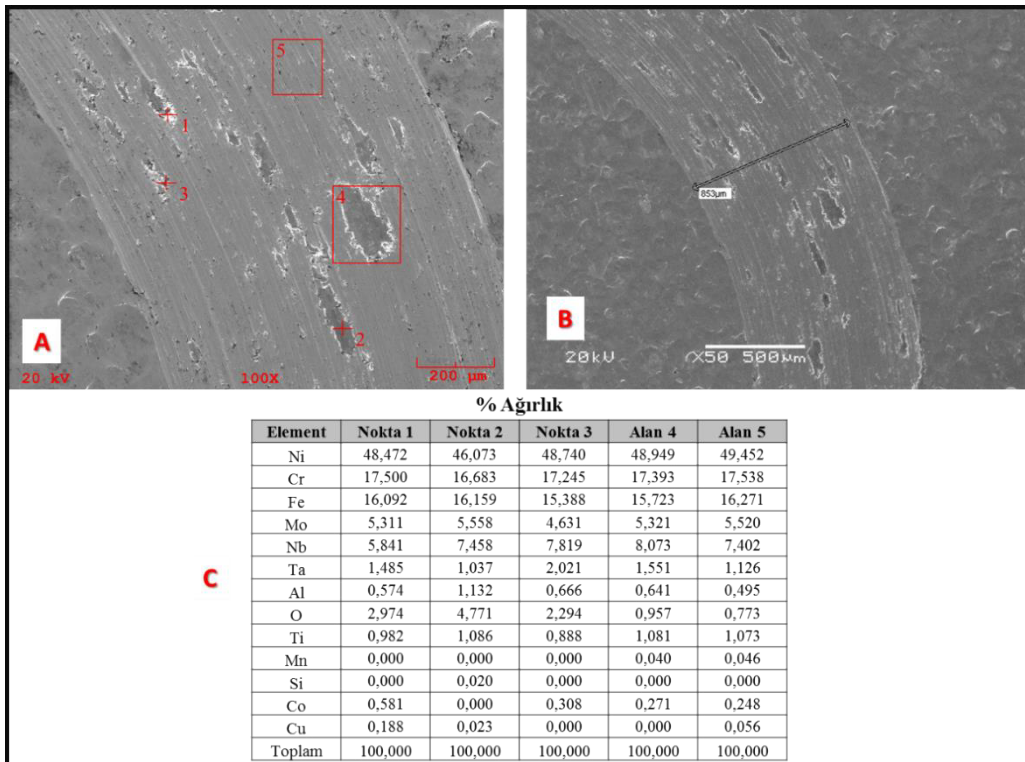 5
1
3
4
2
A
20 kV 100X 200 μm
853μm
B
20kV X50 500μm
% Ağırlık
Element Nokta 1 Nokta 2 Nokta 3 Alan 4 Alan 5
Ni 48,472 46,073 48,740 48,949 49,452
Cr 17,500 16,683 17,245 17,393 17,538
Fe 16,092 16,159 15,388 15,723 16,271
Mo 5,311 5,558 4,631 5,321 5,520
Nb 5,841 7,458 7,819 8,073 7,402
Ta 1,485 1,037 2,021 1,551 1,126
C
Al 0,574 1,132 0,666 0,641 0,495
O 2,974 4,771 2,294 0,957 0,773
Ti 0,982 1,086 0,888 1,081 1,073
Mn 0,000 0,000 0,000 0,040 0,046
Si 0,000 0,020 0,000 0,000 0,000
Co 0,581 0,000 0,308 0,271 0,248
Cu 0,188 0,023 0,000 0,000 0,056
Toplam 100,000 100,000 100,000 100,000 100,000